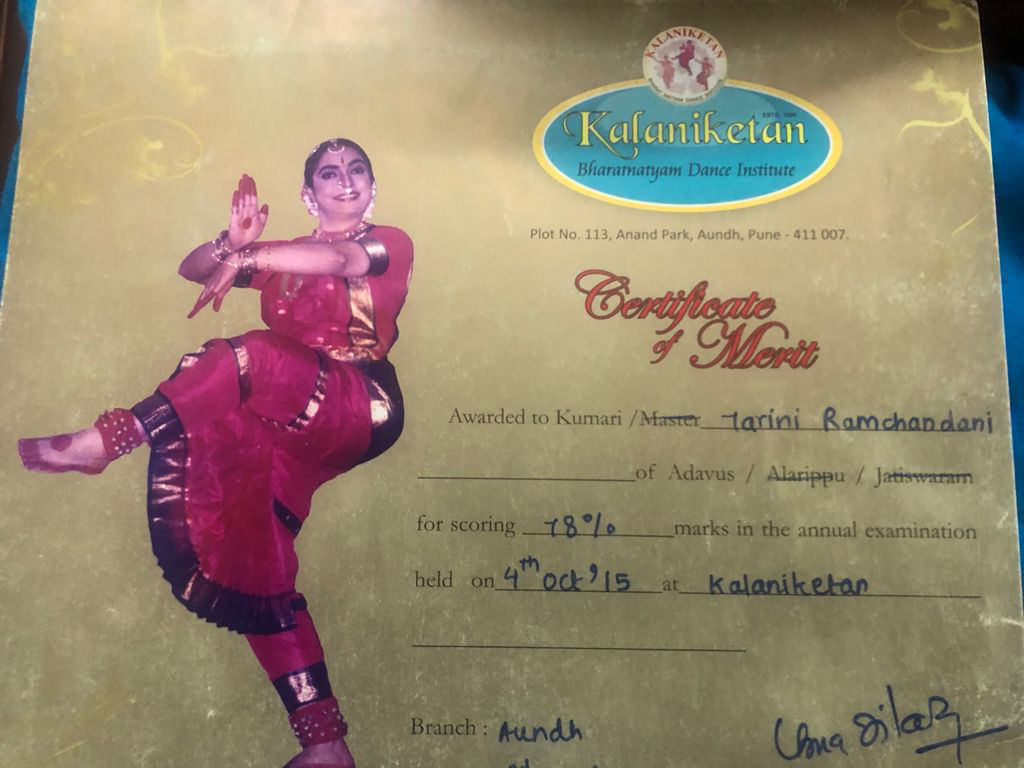 KALANIKETAN
ESTD. 1984
Kalaniketan
Bharatnatyam Dance Institute
Plot No. 113, Anand Park, Aundh, Pune - 411 007.
Certificate
of Merit
Awarded to Kumari / Master Tarini Ramchandani
of Adavus / Alarippu / Jatiswaram
for scoring 78% marks in the annual examination
held on 4th Oct '15 at Kalaniketan
Branch : Aundh